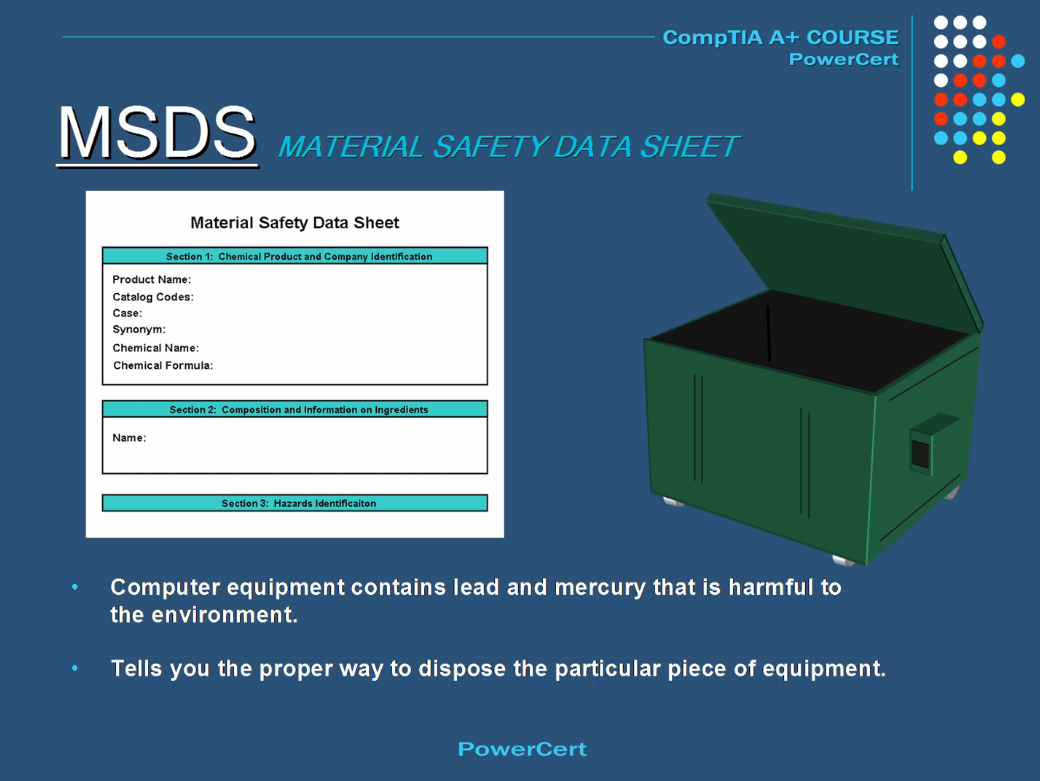 CompTIA A+ COURSE
PowerCert
MSDS MATERIAL SAFETY DATA SHEET
Material Safety Data Sheet
Section 1: Chemical Product and Company Identification
Product Name:
Catalog Codes:
Case:
Synonym:
Chemical Name:
Chemical Formula:
Section 2: Composition and Information on Ingredients
Name:
Section 3: Hazards Identificaiton
• Computer equipment contains lead and mercury that is harmful to
the environment.
• Tells you the proper way to dispose the particular piece of equipment.
PowerCert